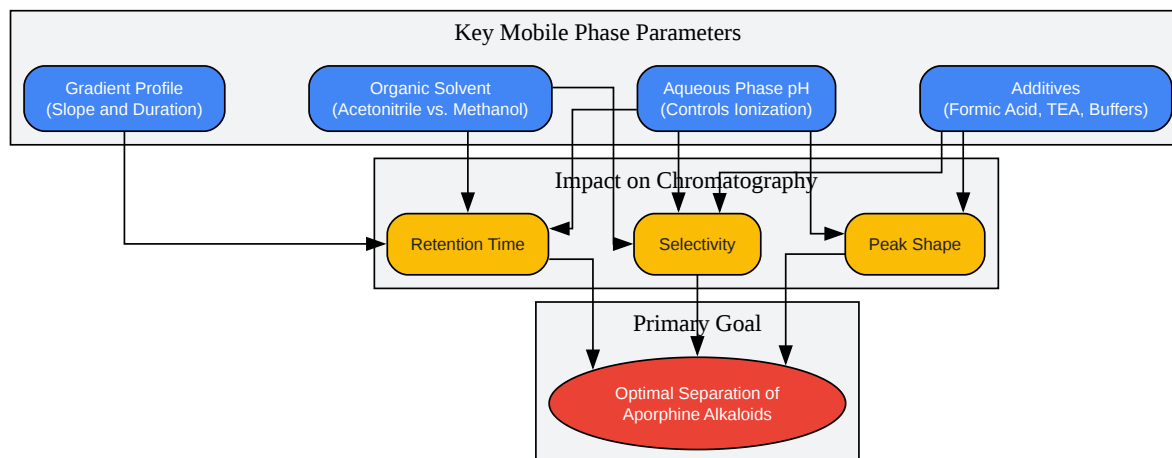 Key Mobile Phase Parameters
Gradient Profile
(Slope and Duration)
Organic Solvent
(Acetonitrile vs. Methanol)
Aqueous Phase pH
(Controls Ionization)
Additives
(Formic Acid, TEA, Buffers)
Impact on Chromatography
Retention Time
Selectivity
Peak Shape
Primary Goal
Optimal Separation of
Aporphine Alkaloids